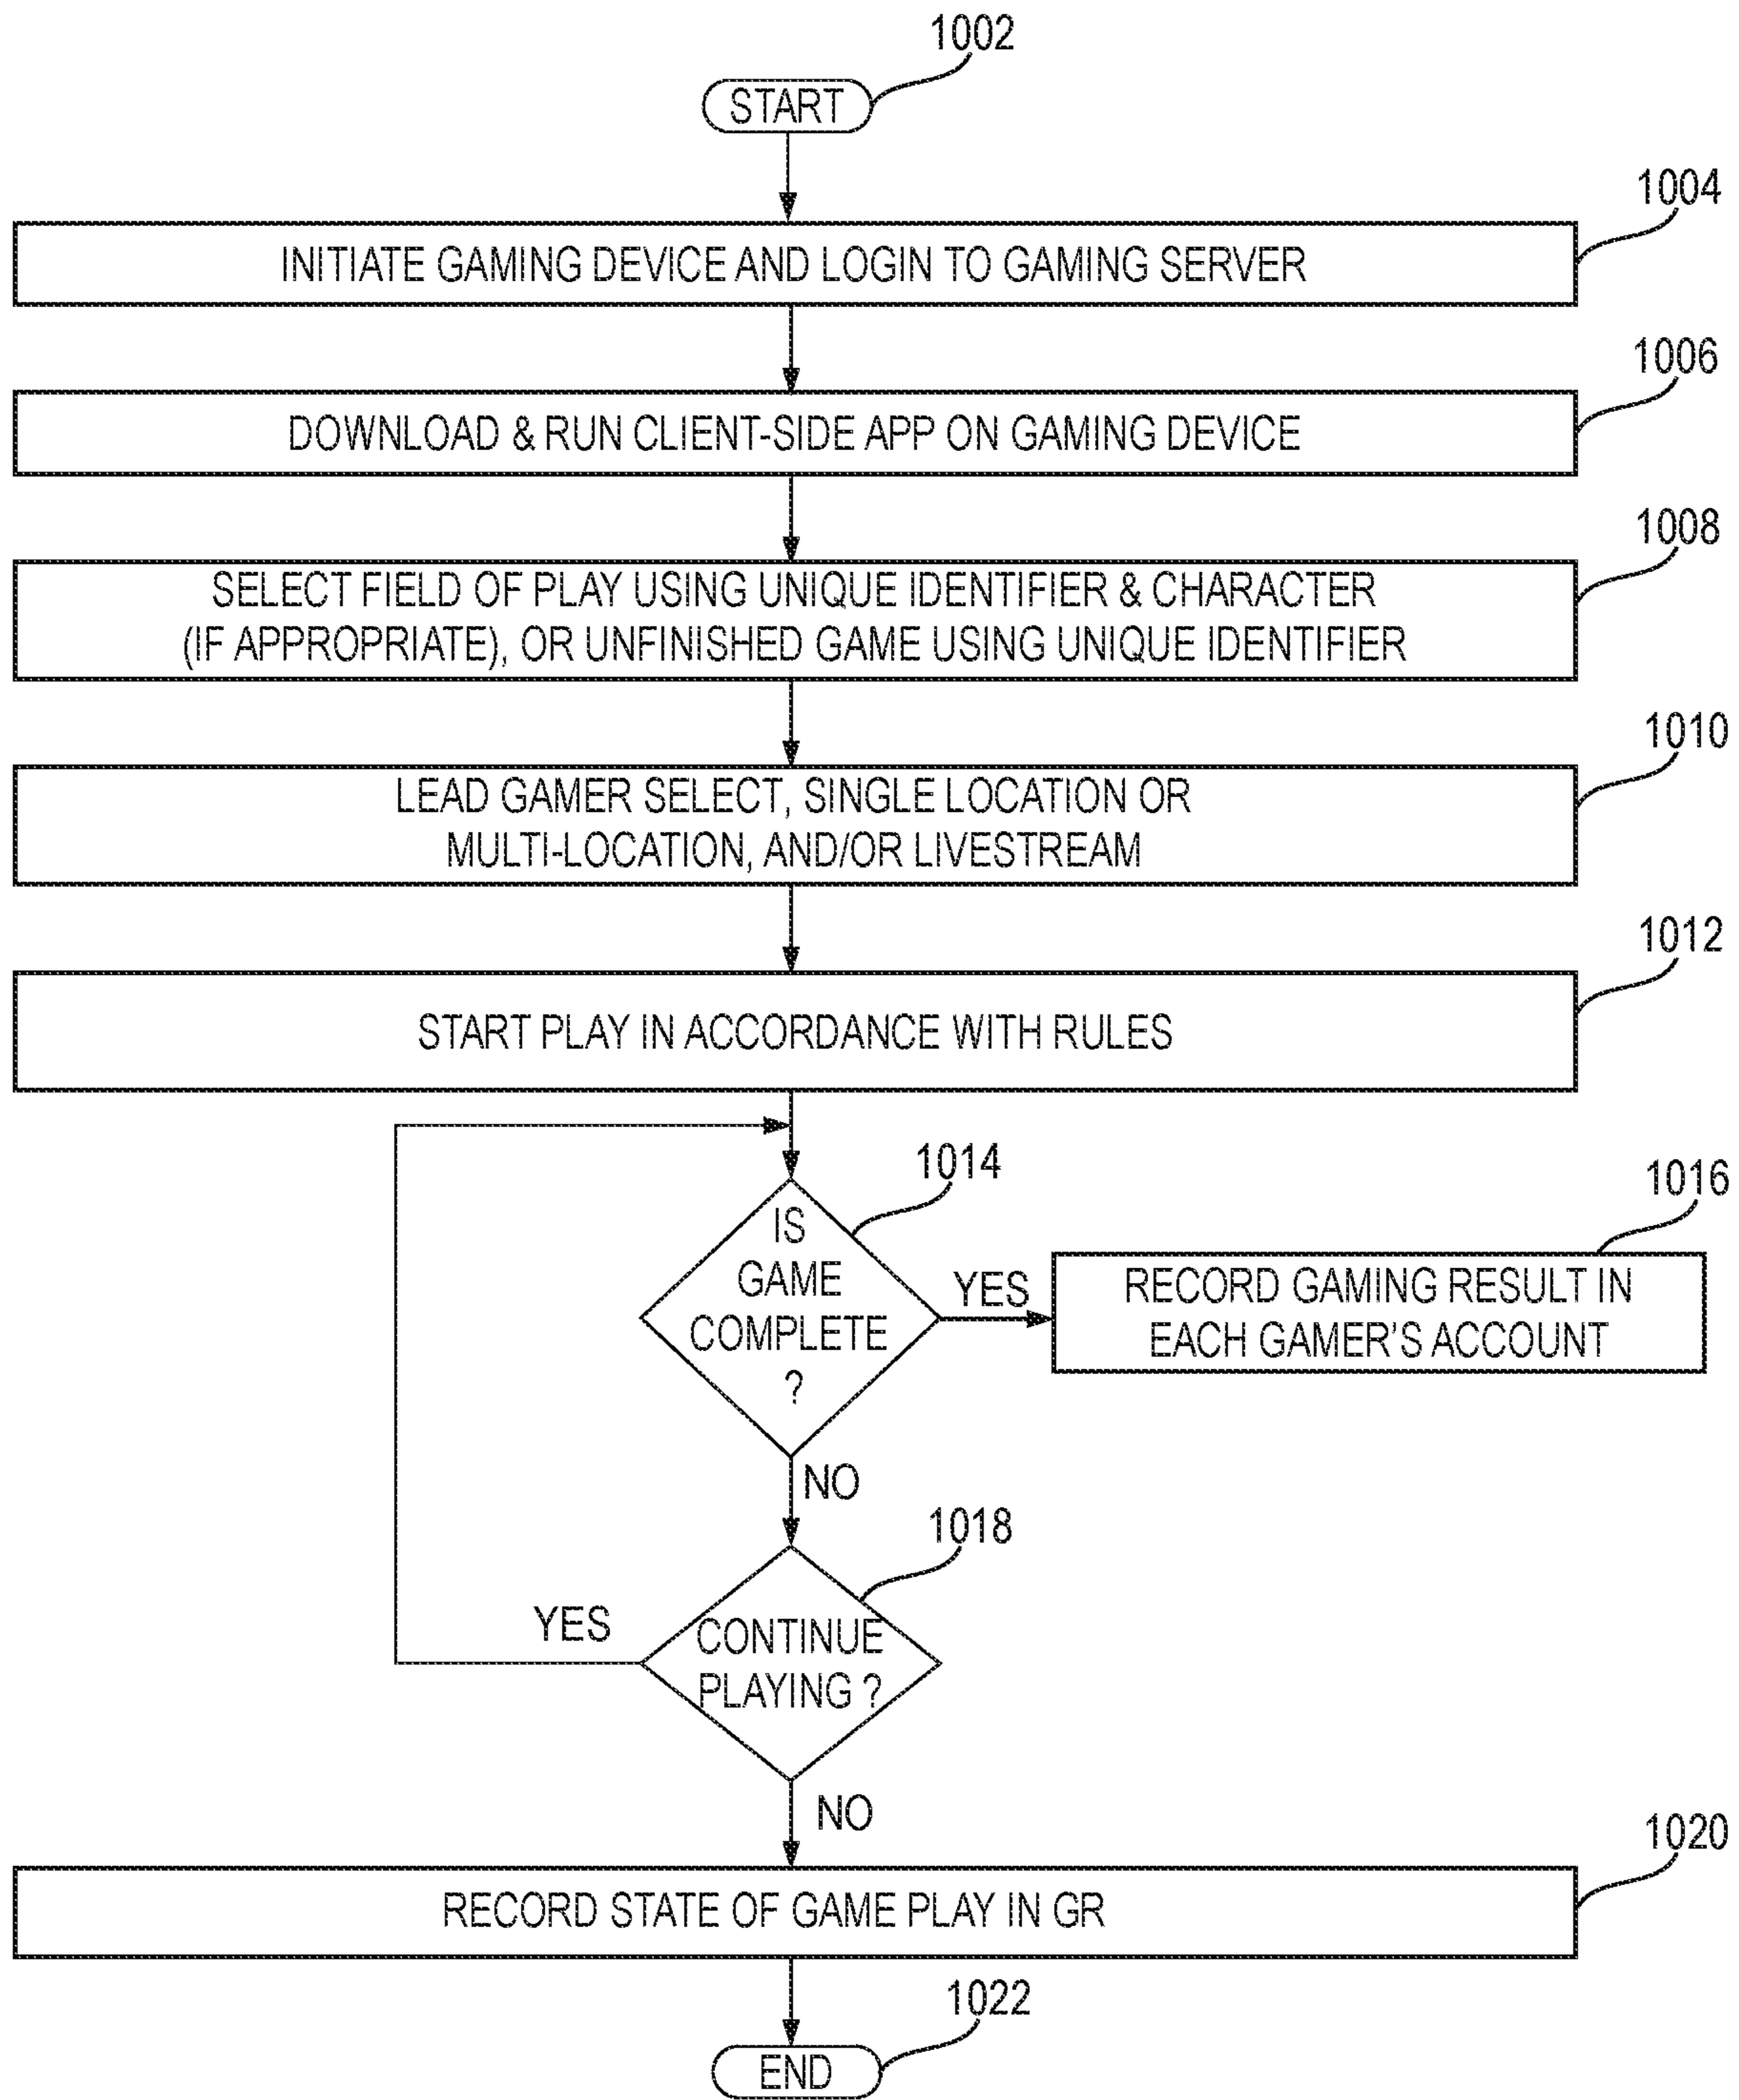 1002
START
1004
INITIATE GAMING DEVICE AND LOGIN TO GAMING SERVER
1006
DOWNLOAD & RUN CLIENT-SIDE APP ON GAMING DEVICE
1008
SELECT FIELD OF PLAY USING UNIQUE IDENTIFIER & CHARACTER
(IF APPROPRIATE), OR UNFINISHED GAME USING UNIQUE IDENTIFIER
1010
LEAD GAMER SELECT, SINGLE LOCATION OR
MULTI-LOCATION, AND/OR LIVESTREAM
1012
START PLAY IN ACCORDANCE WITH RULES
1014
IS
GAME
COMPLETE
?
YES
1016
RECORD GAMING RESULT IN
EACH GAMER'S ACCOUNT
NO
1018
CONTINUE
PLAYING ?
YES
NO
1020
RECORD STATE OF GAME PLAY IN GR
1022
END